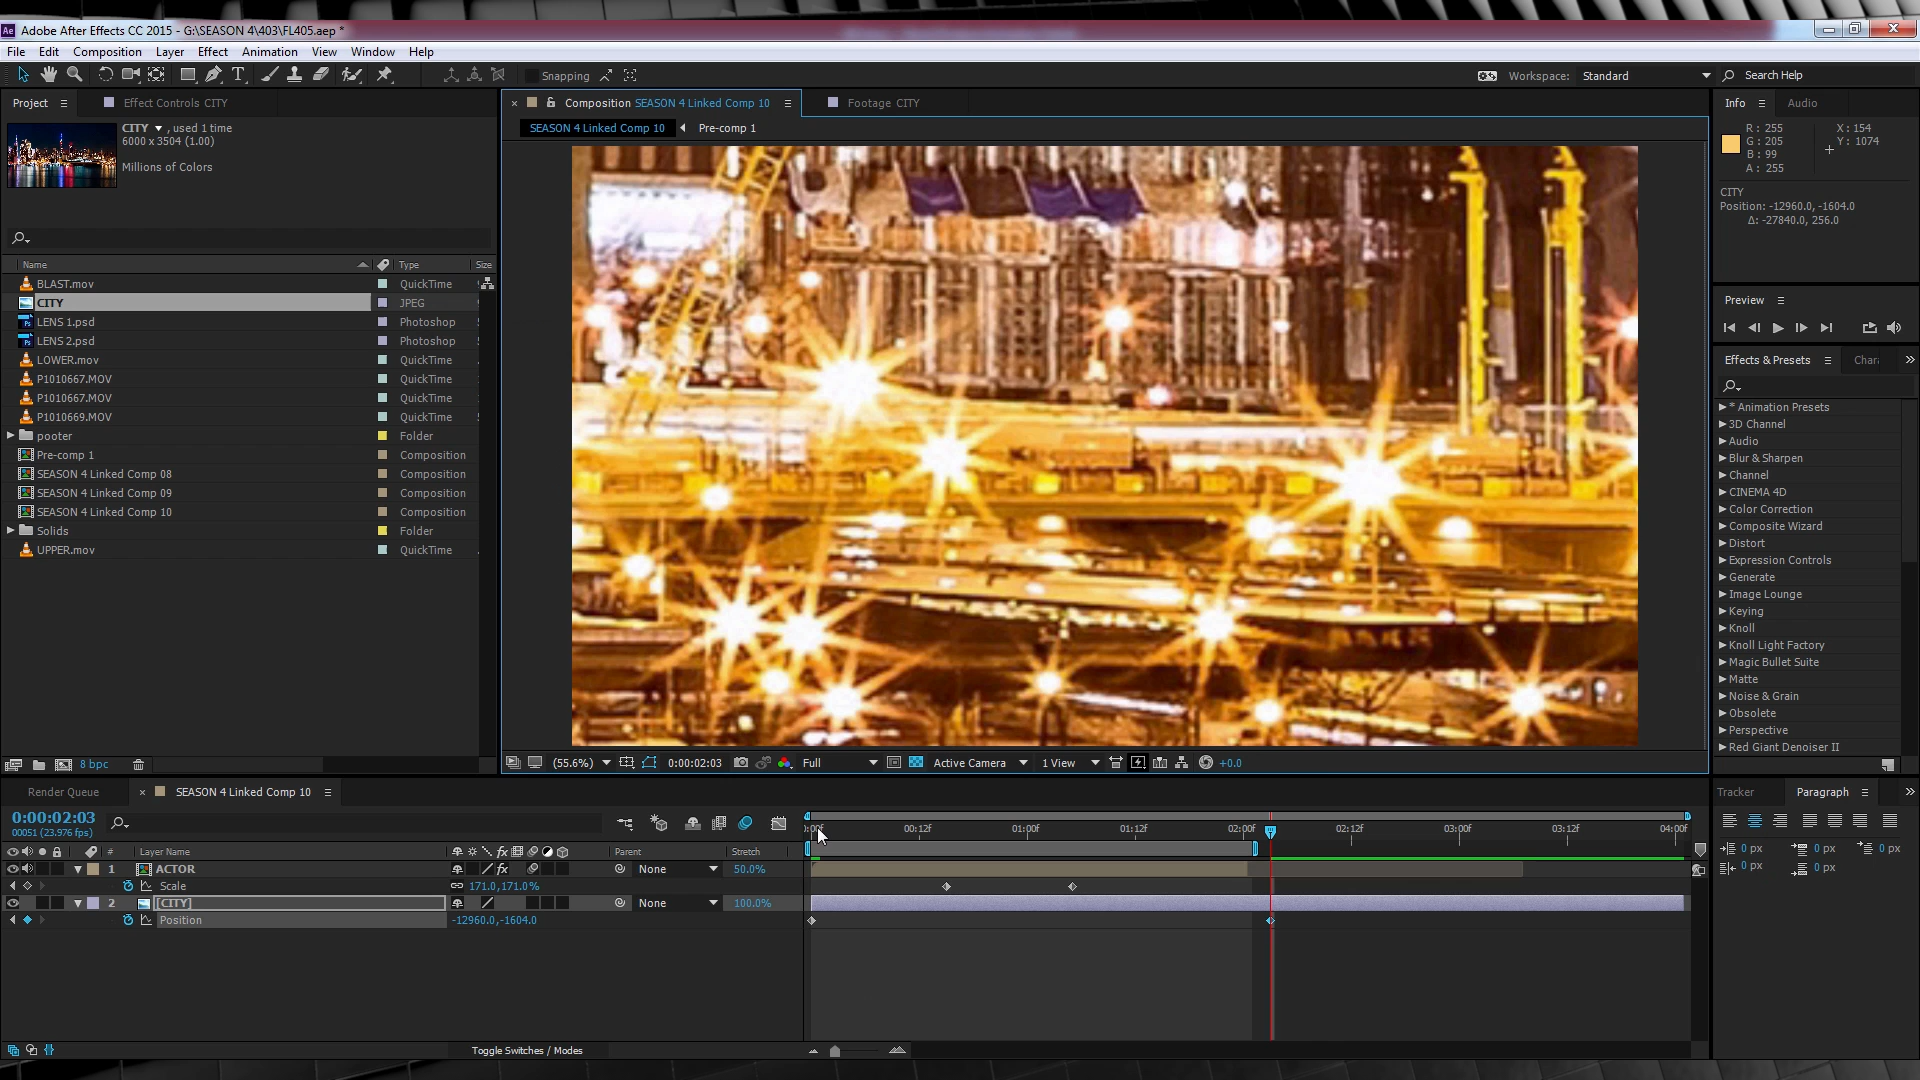 Adobe After Effects CC 2015 - G:\SEASON 4\403\FL405.aep *
File Edit Composition Layer Effect Animation View Window Help
Snapping
Workspace: Standard
Search Help
Project
Effect Controls CITY
CITY , used 1 time
6000 x 3504 (1.00)
Millions of Colors
Name Type Size
BLAST.mov QuickTime
CITY JPEG
LENS 1.psd Photoshop
LENS 2.psd Photoshop
LOWER.mov QuickTime
P1010667.MOV QuickTime
P1010667.MOV QuickTime
P1010669.MOV QuickTime
pooter Folder
Pre-comp 1 Composition
SEASON 4 Linked Comp 08 Composition
SEASON 4 Linked Comp 09 Composition
SEASON 4 Linked Comp 10 Composition
Solids Folder
UPPER.mov QuickTime
8 bpc
Composition SEASON 4 Linked Comp 10
Footage CITY
SEASON 4 Linked Comp 10 Pre-comp 1
(55.6%) 0:00:02:03 Full Active Camera 1 View +0.0
Info Audio
R : 255 X : 154
G : 205 Y : 1074
B : 99
A : 255
CITY
Position: -12960.0, -1604.0
Δ: -27840.0, 256.0
Preview
Effects & Presets
* Animation Presets
3D Channel
Audio
Blur & Sharpen
Channel
CINEMA 4D
Color Correction
Composite Wizard
Distort
Expression Controls
Generate
Image Lounge
Keying
Knoll
Knoll Light Factory
Magic Bullet Suite
Matte
Noise & Grain
Obsolete
Perspective
Red Giant Denoiser II
Render Queue
SEASON 4 Linked Comp 10
0:00:02:03
00051 (23.976 fps)
00:12f 01:00f 01:12f 02:00f 02:12f 03:00f 03:12f 04:00f
# Layer Name fx Parent Stretch
1 ACTOR fx None 50.0%
Scale 171.0,171.0%
2 [CITY] None 100.0%
Position -12960.0,-1604.0
Toggle Switches / Modes
Tracker Paragraph
0 px 0 px 0 px
0 px 0 px